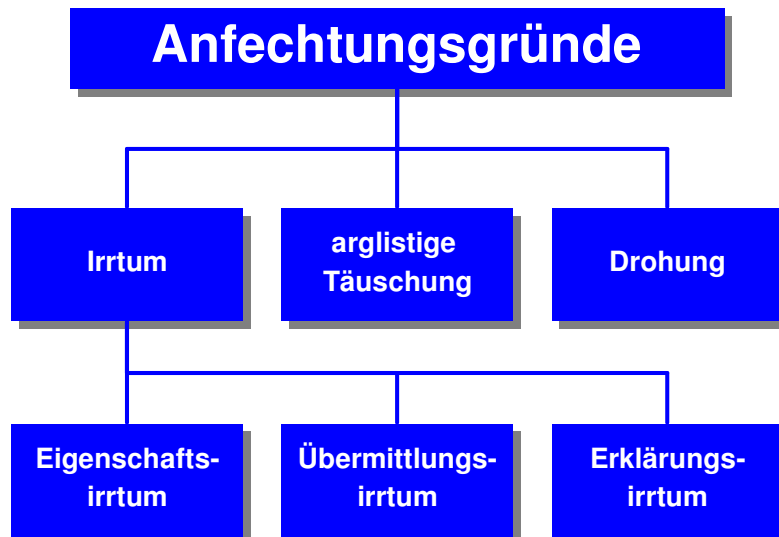 Anfechtungsgründe
Irrtum
arglistige
Täuschung
Drohung
Eigenschafts-
irrtum
Übermittlungs-
irrtum
Erklärungs-
irrtum